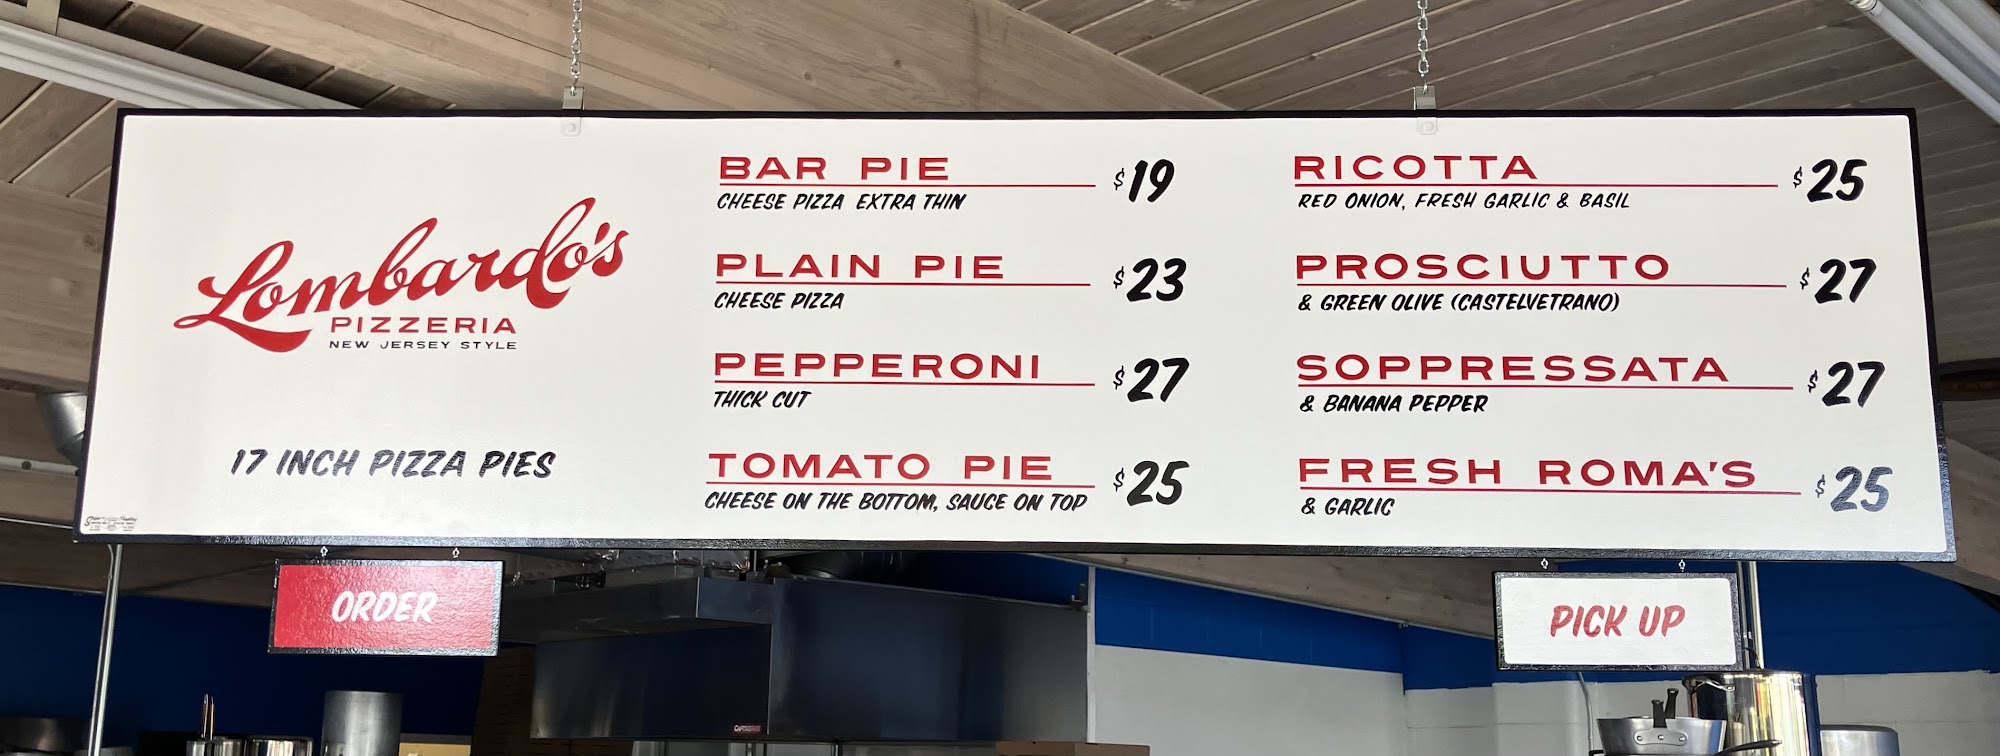 Lombardo's
PIZZERIA
NEW JERSEY STYLE
17 INCH PIZZA PIES
BAR PIE $19
CHEESE PIZZA EXTRA THIN
PLAIN PIE $23
CHEESE PIZZA
PEPPERONI $27
THICK CUT
TOMATO PIE $25
CHEESE ON THE BOTTOM, SAUCE ON TOP
RICOTTA $25
RED ONION, FRESH GARLIC & BASIL
PROSCIUTTO $27
& GREEN OLIVE (CASTELVETRANO)
SOPPRESSATA $27
& BANANA PEPPER
FRESH ROMA'S $25
& GARLIC
ORDER
PICK UP